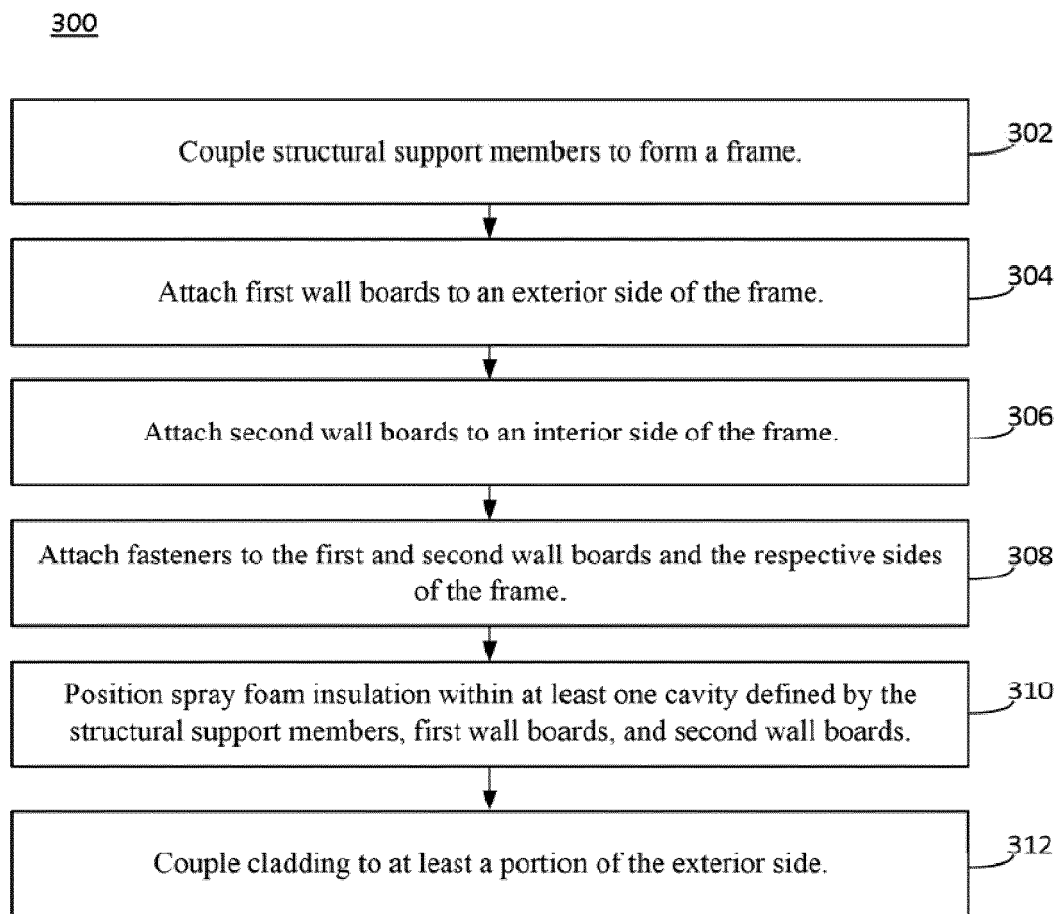 300
Couple structural support members to form a frame.
302
Attach first wall boards to an exterior side of the frame.
304
Attach second wall boards to an interior side of the frame.
306
Attach fasteners to the first and second wall boards and the respective sides
of the frame.
308
Position spray foam insulation within at least one cavity defined by the
structural support members, first wall boards, and second wall boards.
310
Couple cladding to at least a portion of the exterior side.
312